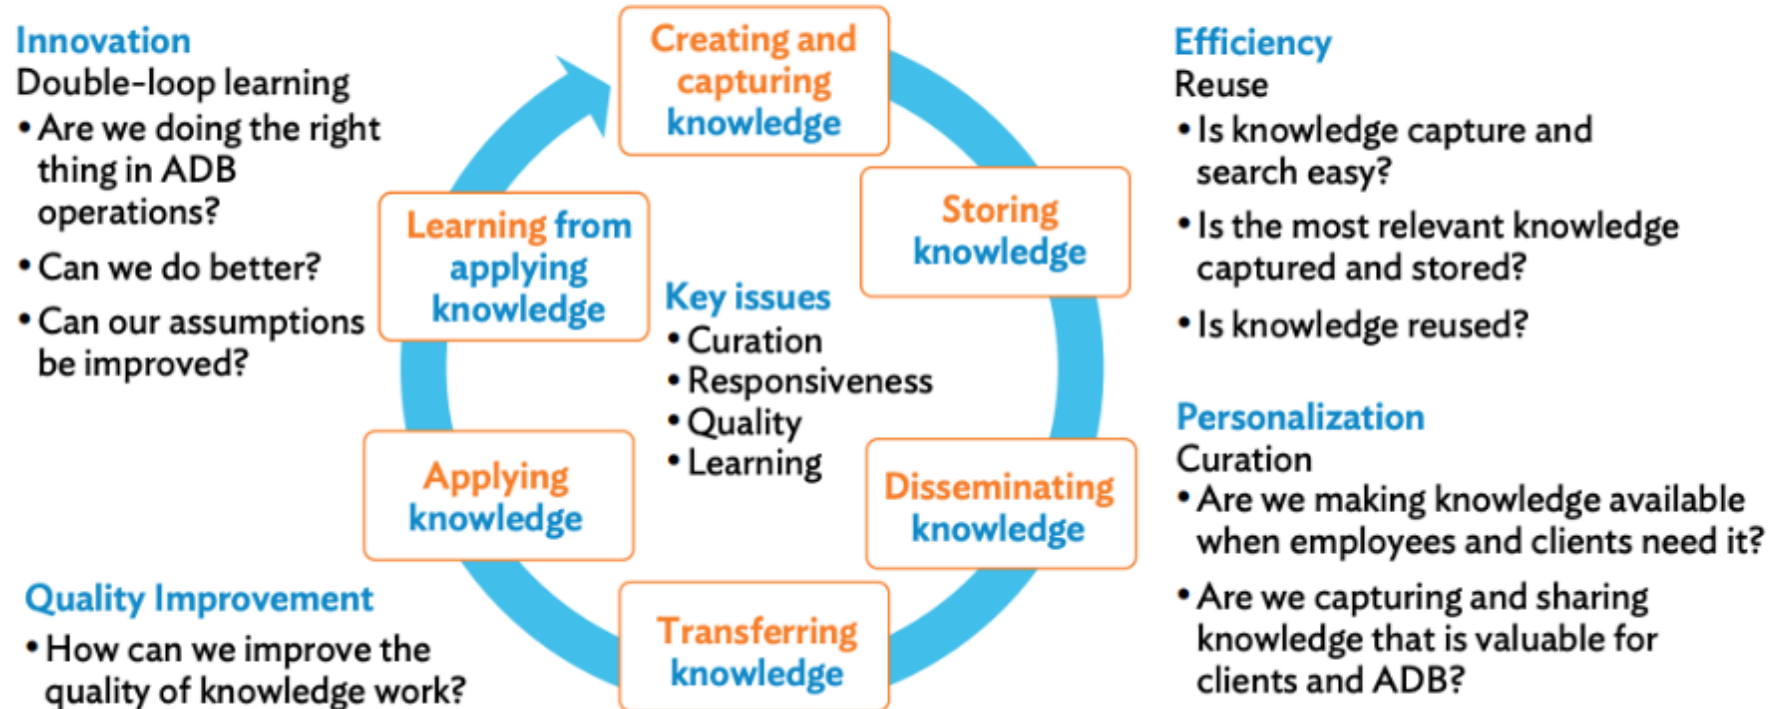 Innovation
Double-loop learning
• Are we doing the right
thing in ADB
operations?
• Can we do better?
• Can our assumptions
be improved?
Creating and
capturing
knowledge
Storing
knowledge
Disseminating
knowledge
Transferring
knowledge
Applying
knowledge
Learning from
applying
knowledge
Key issues
• Curation
• Responsiveness
• Quality
• Learning
Efficiency
Reuse
• Is knowledge capture and
search easy?
• Is the most relevant knowledge
captured and stored?
• Is knowledge reused?
Personalization
Curation
• Are we making knowledge available
when employees and clients need it?
• Are we capturing and sharing
knowledge that is valuable for
clients and ADB?
Quality Improvement
• How can we improve the
quality of knowledge work?